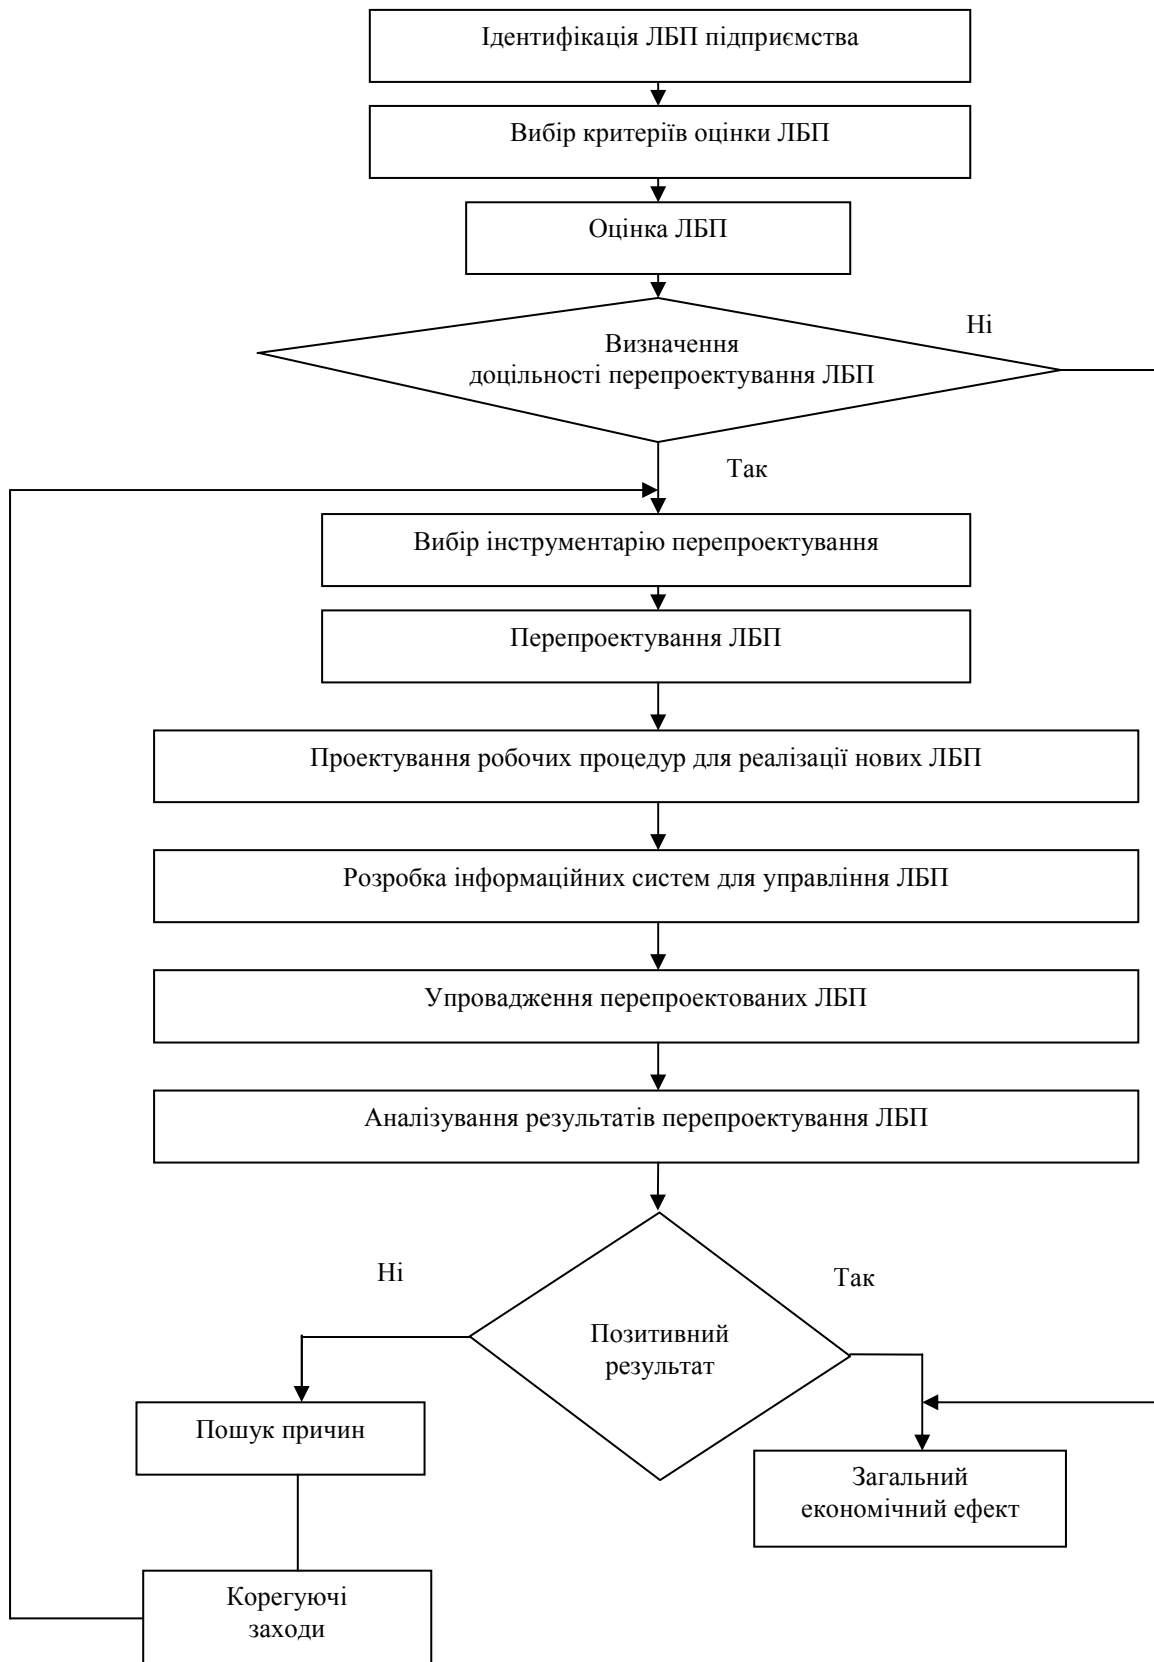 Ідентифікація ЛБП підприємства
Вибір критеріїв оцінки ЛБП
Оцінка ЛБП
Ні
Визначення
доцільності перепроектування ЛБП
Так
Вибір інструментарію перепроектування
Перепроектування ЛБП
Проектування робочих процедур для реалізації нових ЛБП
Розробка інформаційних систем для управління ЛБП
Упровадження перепроектованих ЛБП
Аналізування результатів перепроектування ЛБП
Ні
Так
Позитивний
результат
Пошук причин
Загальний
економічний ефект
Корегуючі
заходи